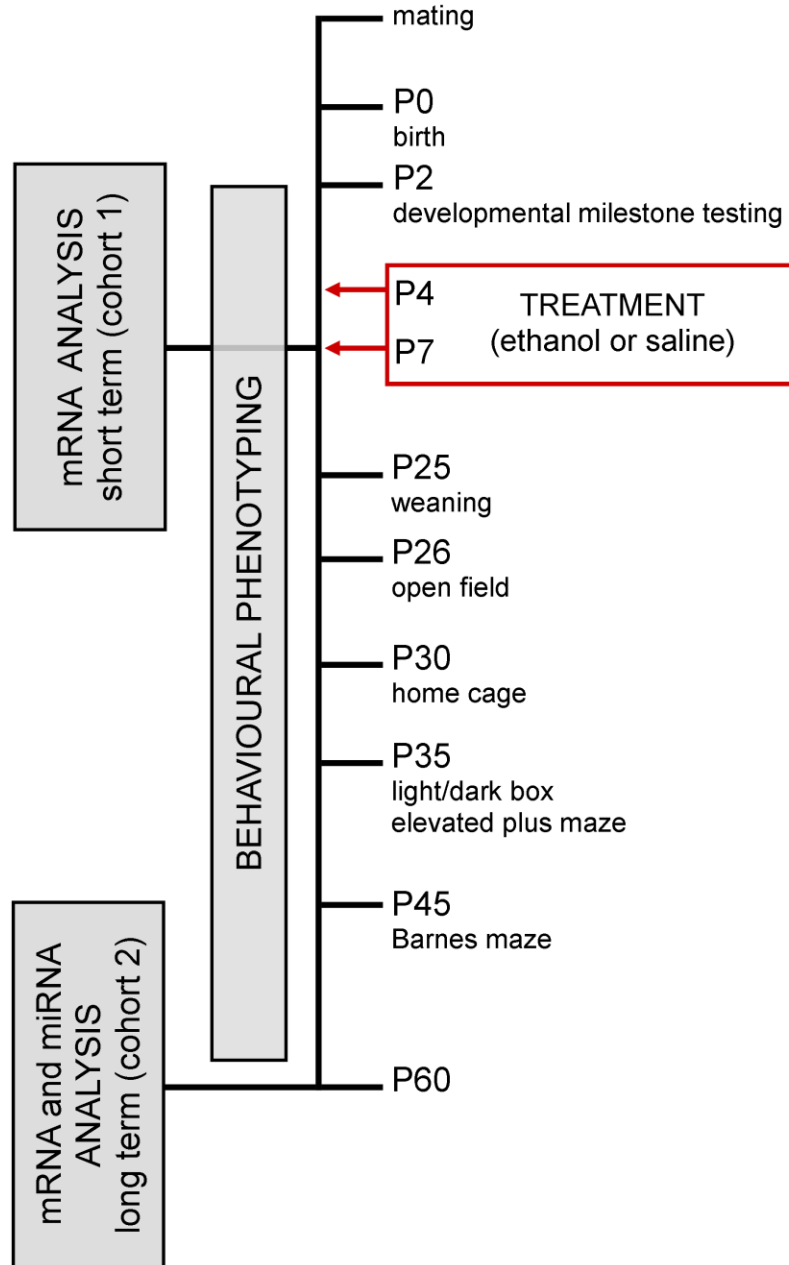 mating
P0
birth
P2
developmental milestone testing
P4
P7
TREATMENT
(ethanol or saline)
P25
weaning
P26
open field
P30
home cage
P35
light/dark box
elevated plus maze
P45
Barnes maze
P60
mRNA ANALYSIS
short term (cohort 1)
BEHAVIOURAL PHENOTYPING
mRNA and miRNA
ANALYSIS
long term (cohort 2)